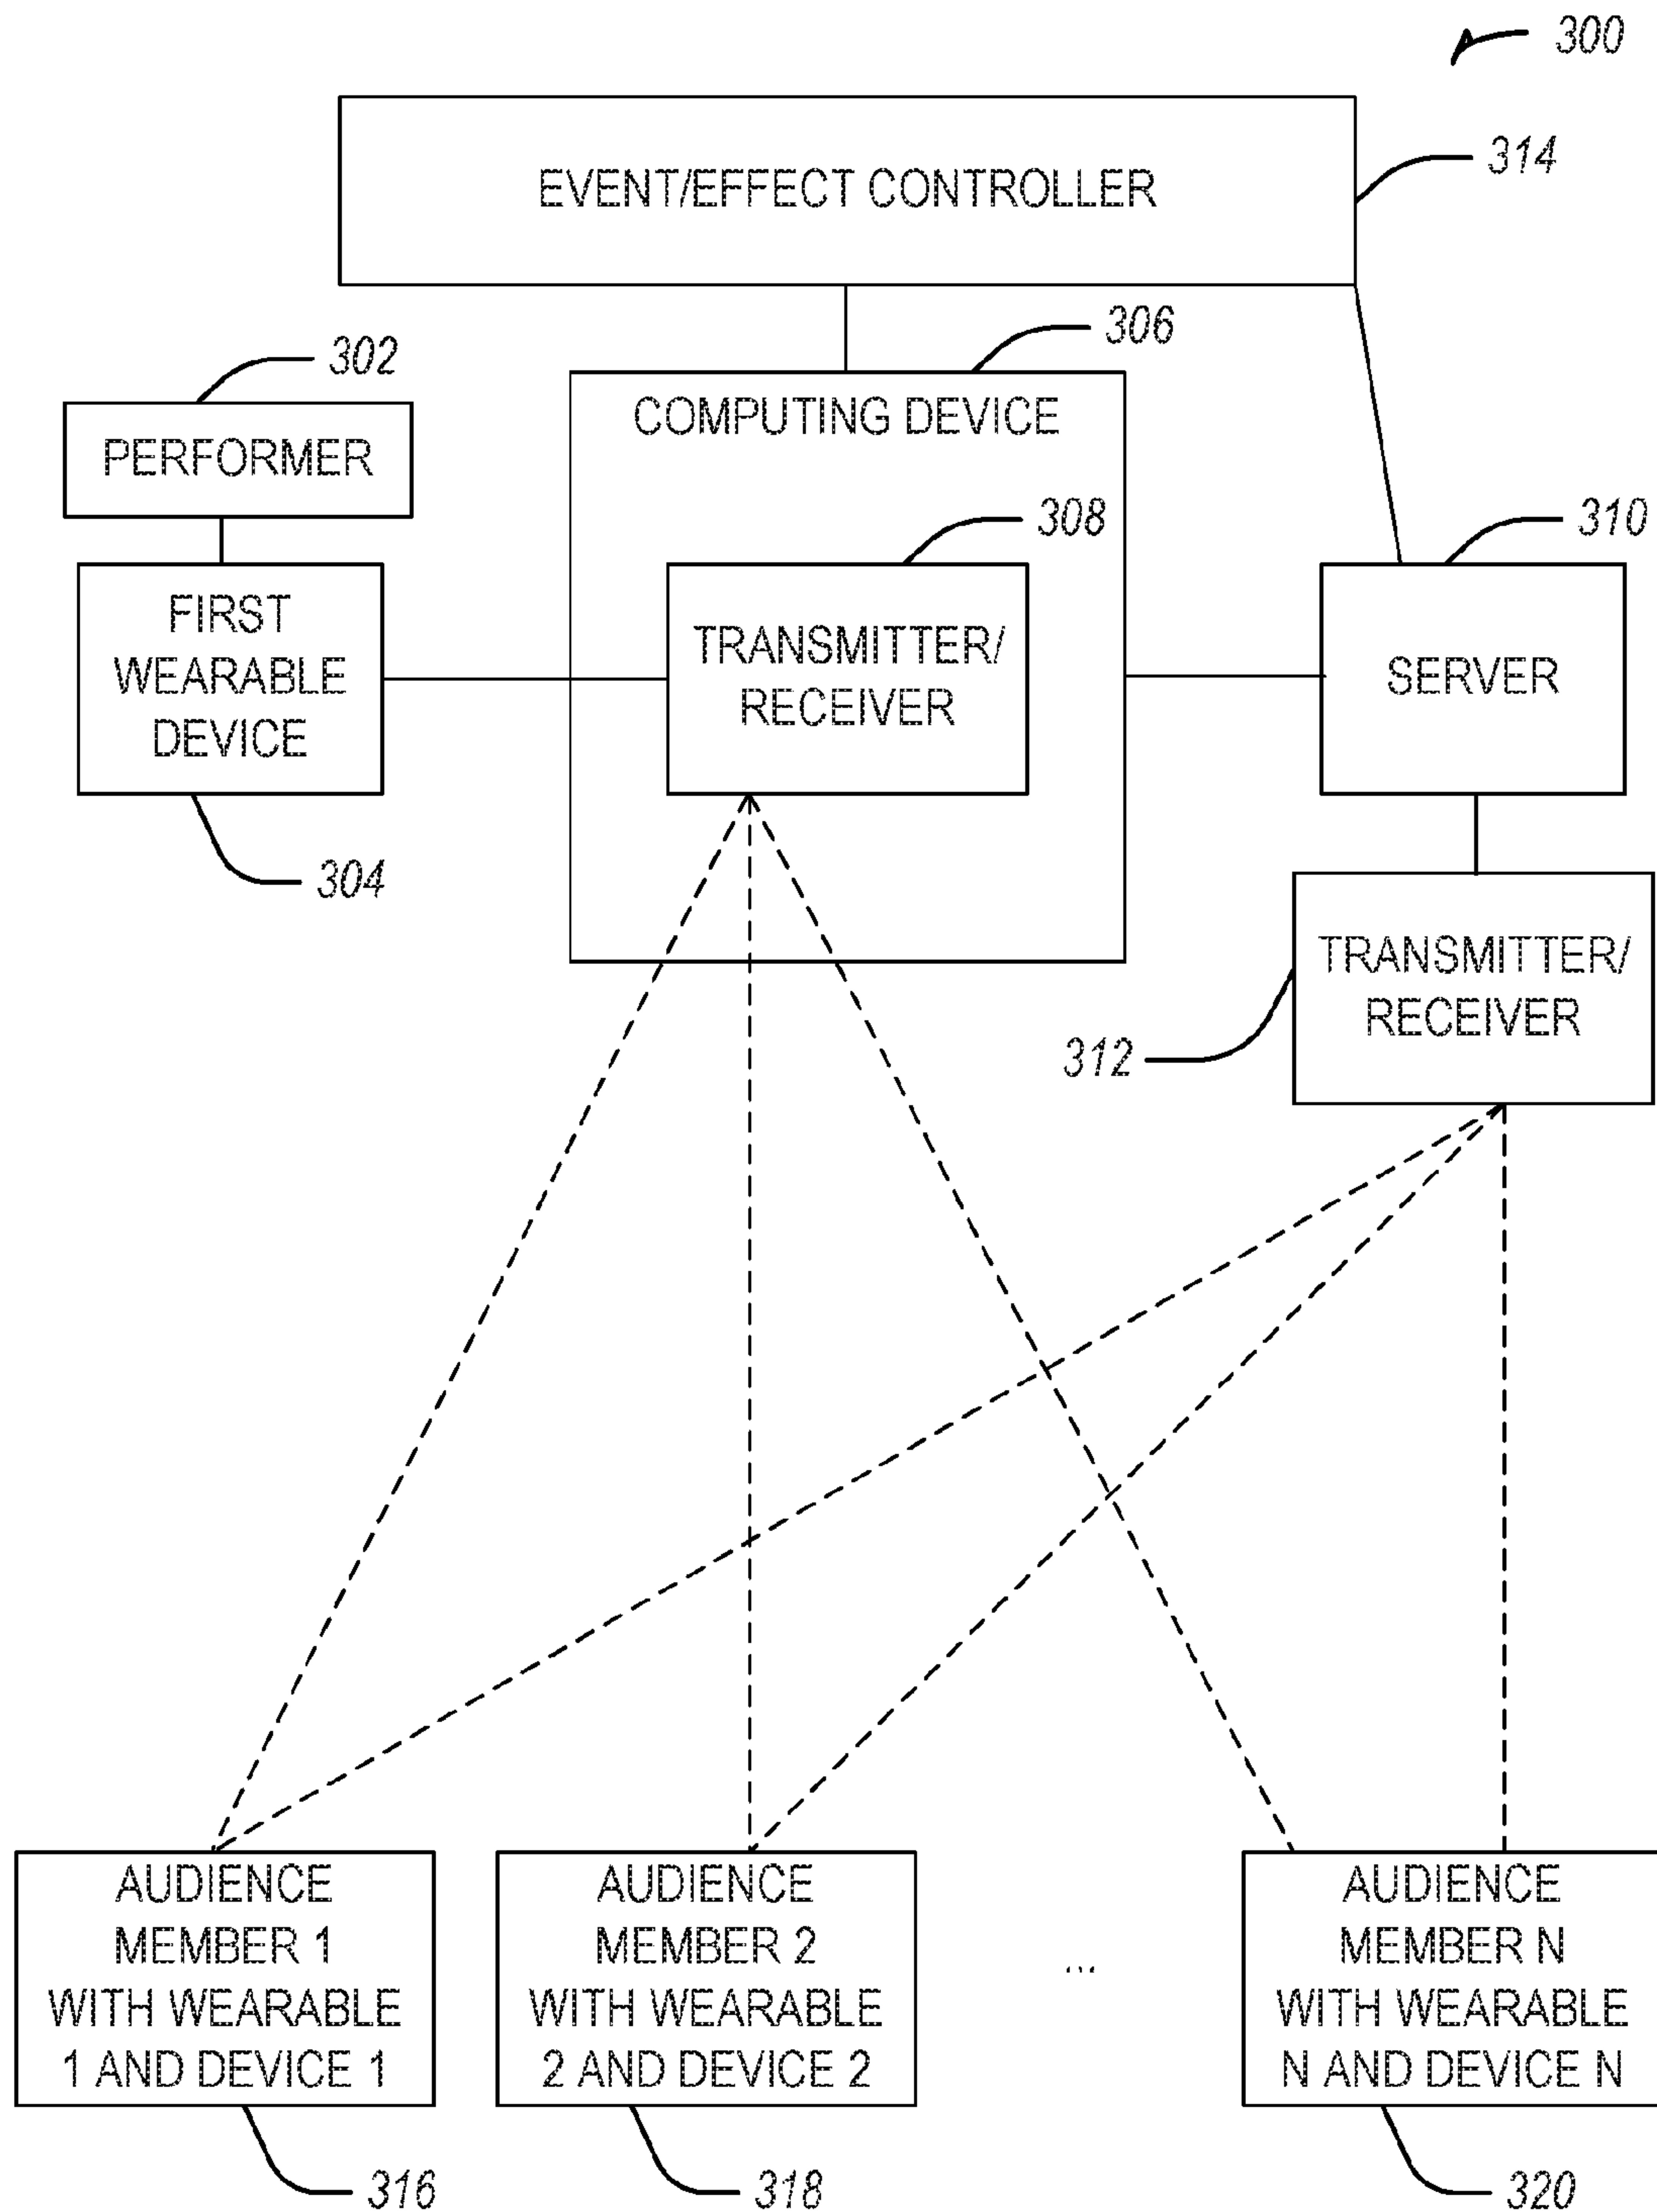 300
EVENT/EFFECT CONTROLLER
314
306
302
COMPUTING DEVICE
PERFORMER
308
310
FIRST
WEARABLE
DEVICE
TRANSMITTER/
RECEIVER
SERVER
304
TRANSMITTER/
RECEIVER
312
AUDIENCE
MEMBER 1
WITH WEARABLE
1 AND DEVICE 1
AUDIENCE
MEMBER 2
WITH WEARABLE
2 AND DEVICE 2
...
AUDIENCE
MEMBER N
WITH WEARABLE
N AND DEVICE N
316
318
320